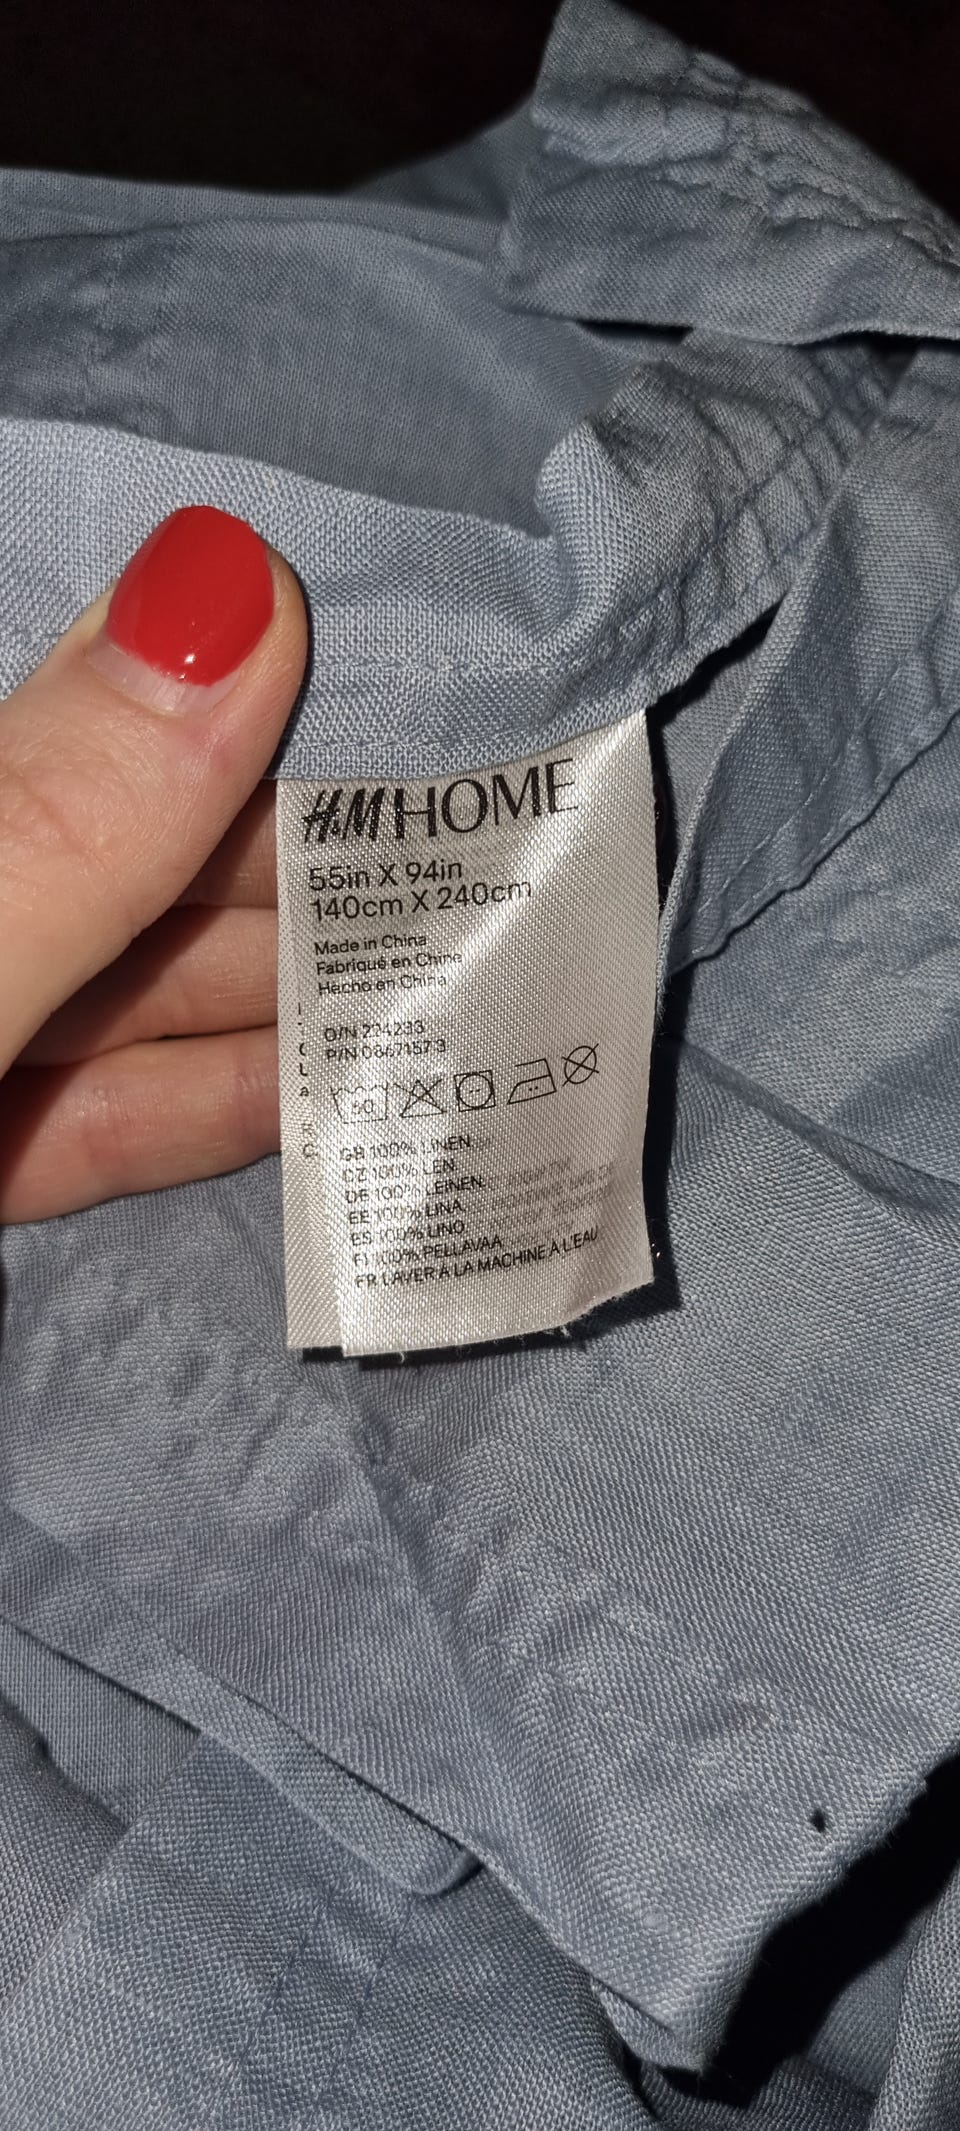 H&M HOME
55in X 94in
140cm X 240cm
Made in China
Fabriqué en Chine
Hecho en China
O/N
P/N
GB 100% LINEN
CZ 100% LEN
DE 100% LEINEN
EE 100% LINA
ES 100% LINO
FI 100% PELLAVAA
FR LAVER À LA MACHINE À L'EAU